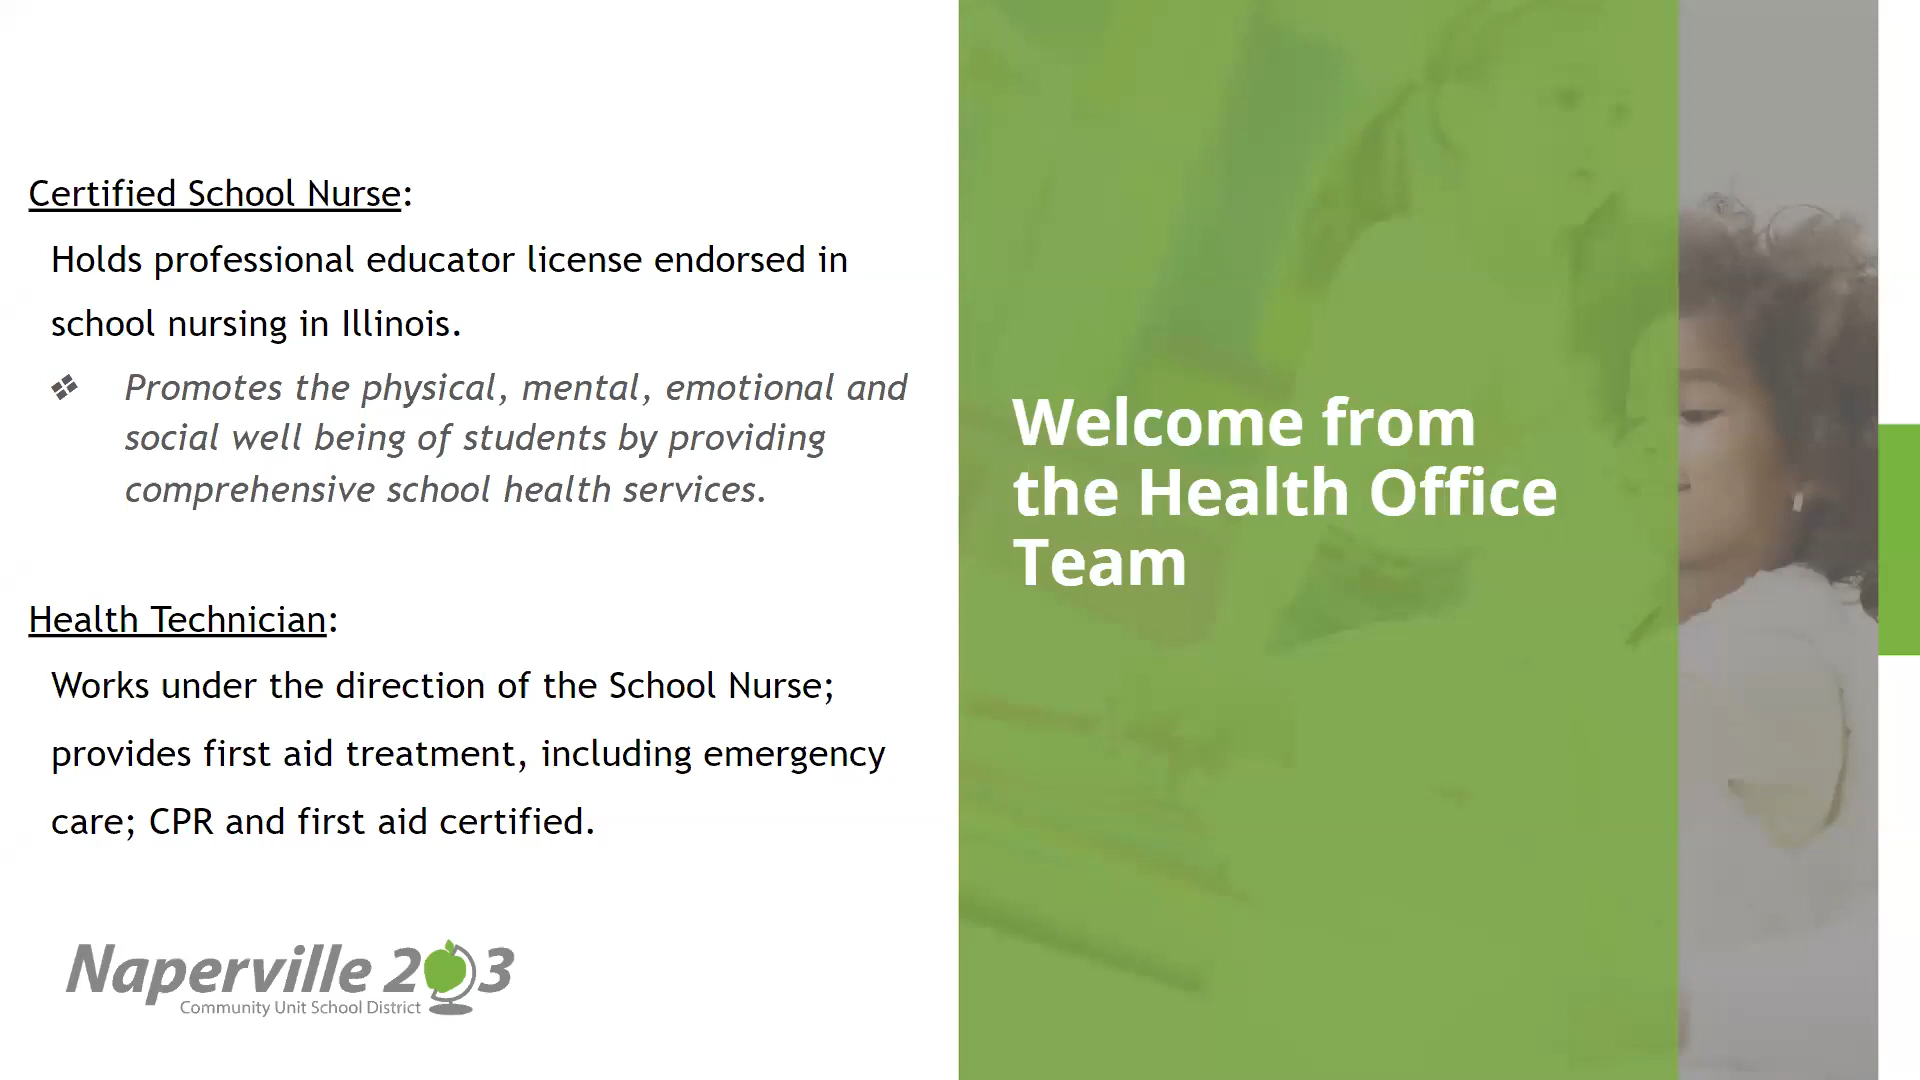 Certified School Nurse:
Holds professional educator license endorsed in
school nursing in Illinois.
❖ Promotes the physical, mental, emotional and
social well being of students by providing
comprehensive school health services.
Health Technician:
Works under the direction of the School Nurse;
provides first aid treatment, including emergency
care; CPR and first aid certified.
Naperville 203
Community Unit School District
Welcome from
the Health Office
Team